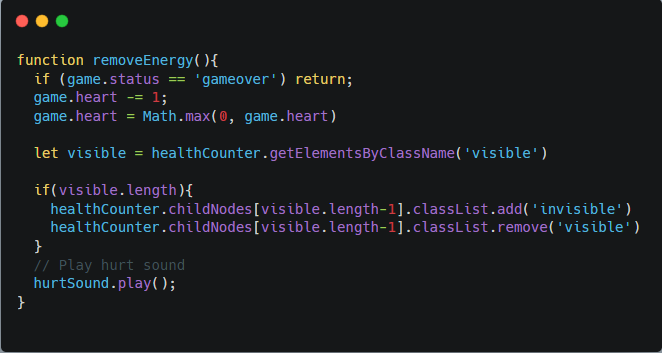 function removeEnergy(){
  if (game.status == 'gameover') return;
  game.heart -= 1;
  game.heart = Math.max(0, game.heart)

  let visible = healthCounter.getElementsByClassName('visible')

  if(visible.length){
    healthCounter.childNodes[visible.length-1].classList.add('invisible')
    healthCounter.childNodes[visible.length-1].classList.remove('visible')
  }
  // Play hurt sound
  hurtSound.play();
}